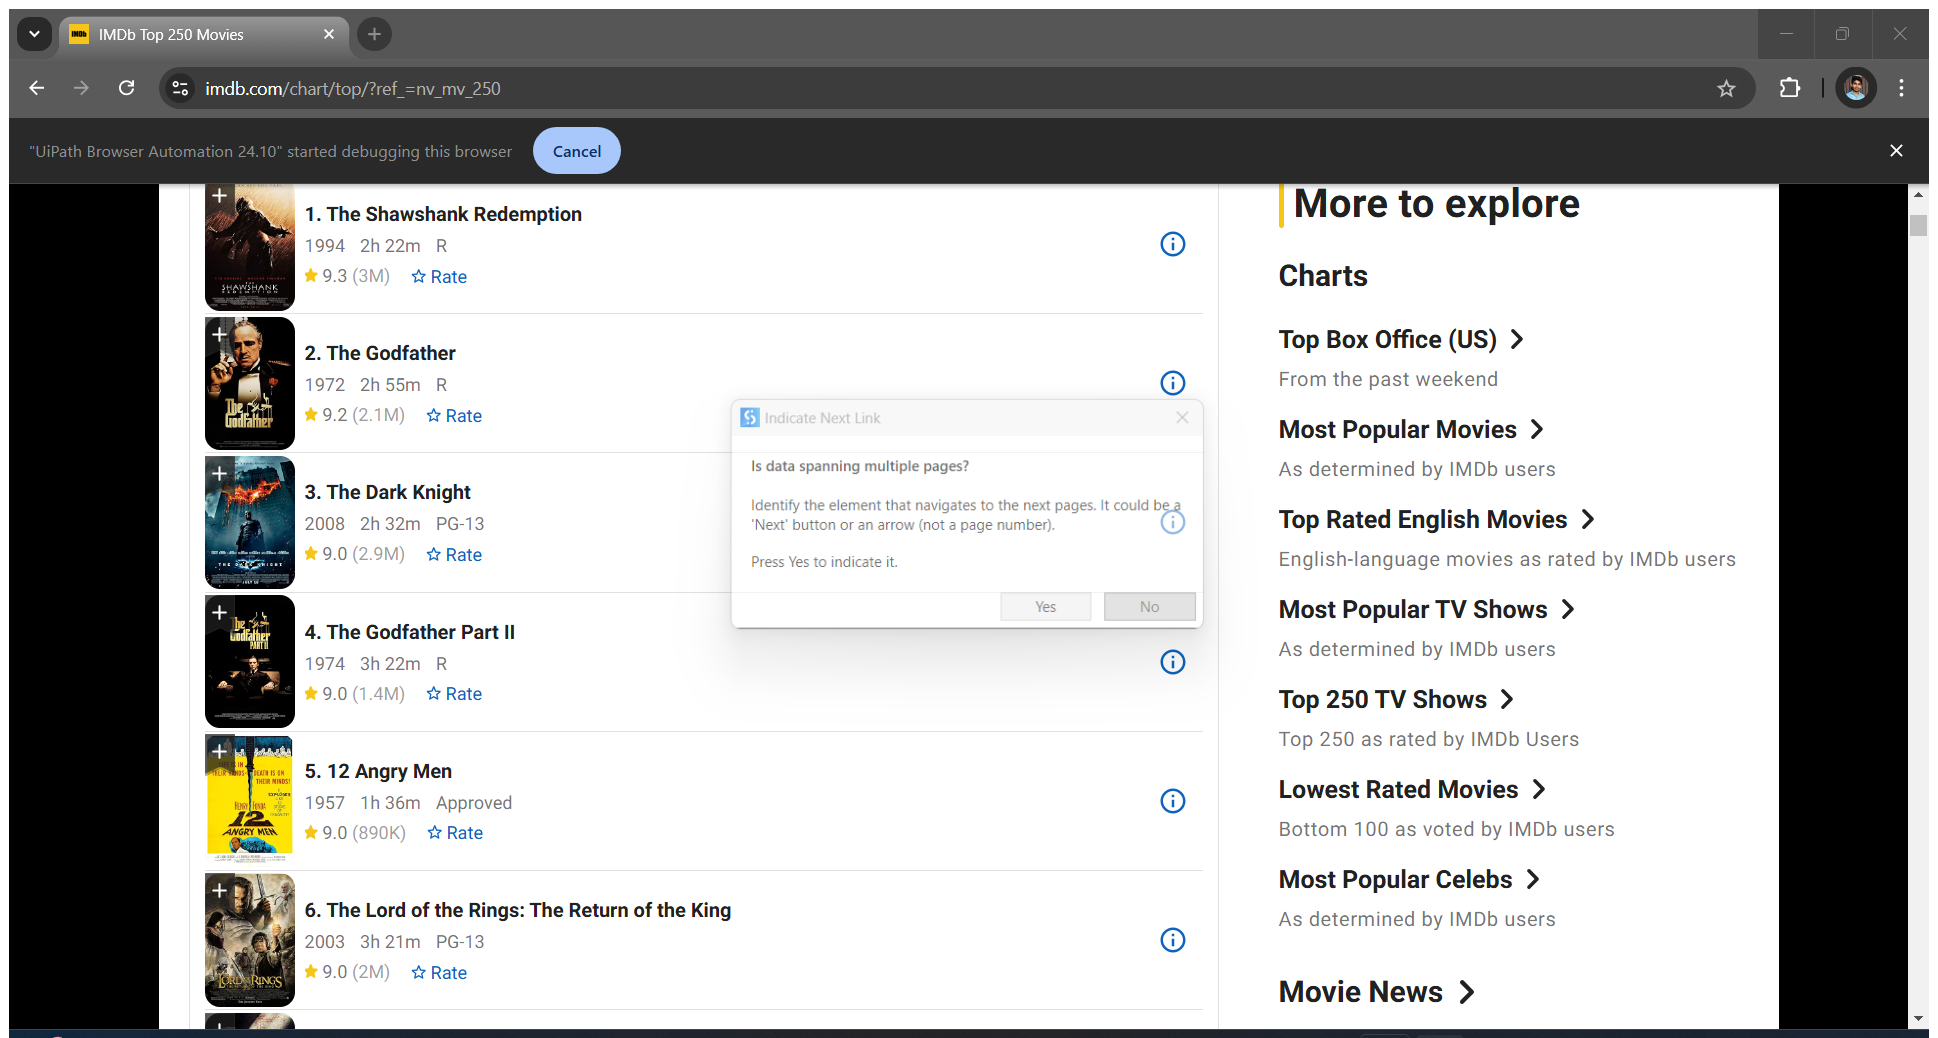 IMDb Top 250 Movies
imdb.com/chart/top/?ref_=nv_mv_250
"UiPath Browser Automation 24.10" started debugging this browser
Cancel
1. The Shawshank Redemption
1994 2h 22m R
9.3 (3M) Rate
2. The Godfather
1972 2h 55m R
9.2 (2.1M) Rate
3. The Dark Knight
2008 2h 32m PG-13
9.0 (2.9M) Rate
4. The Godfather Part II
1974 3h 22m R
9.0 (1.4M) Rate
5. 12 Angry Men
1957 1h 36m Approved
9.0 (890K) Rate
6. The Lord of the Rings: The Return of the King
2003 3h 21m PG-13
9.0 (2M) Rate
Indicate Next Link
Is data spanning multiple pages?
Identify the element that navigates to the next pages. It could be a
'Next' button or an arrow (not a page number).
Press Yes to indicate it.
Yes
No
More to explore
Charts
Top Box Office (US)
From the past weekend
Most Popular Movies
As determined by IMDb users
Top Rated English Movies
English-language movies as rated by IMDb users
Most Popular TV Shows
As determined by IMDb users
Top 250 TV Shows
Top 250 as rated by IMDb Users
Lowest Rated Movies
Bottom 100 as voted by IMDb users
Most Popular Celebs
As determined by IMDb users
Movie News